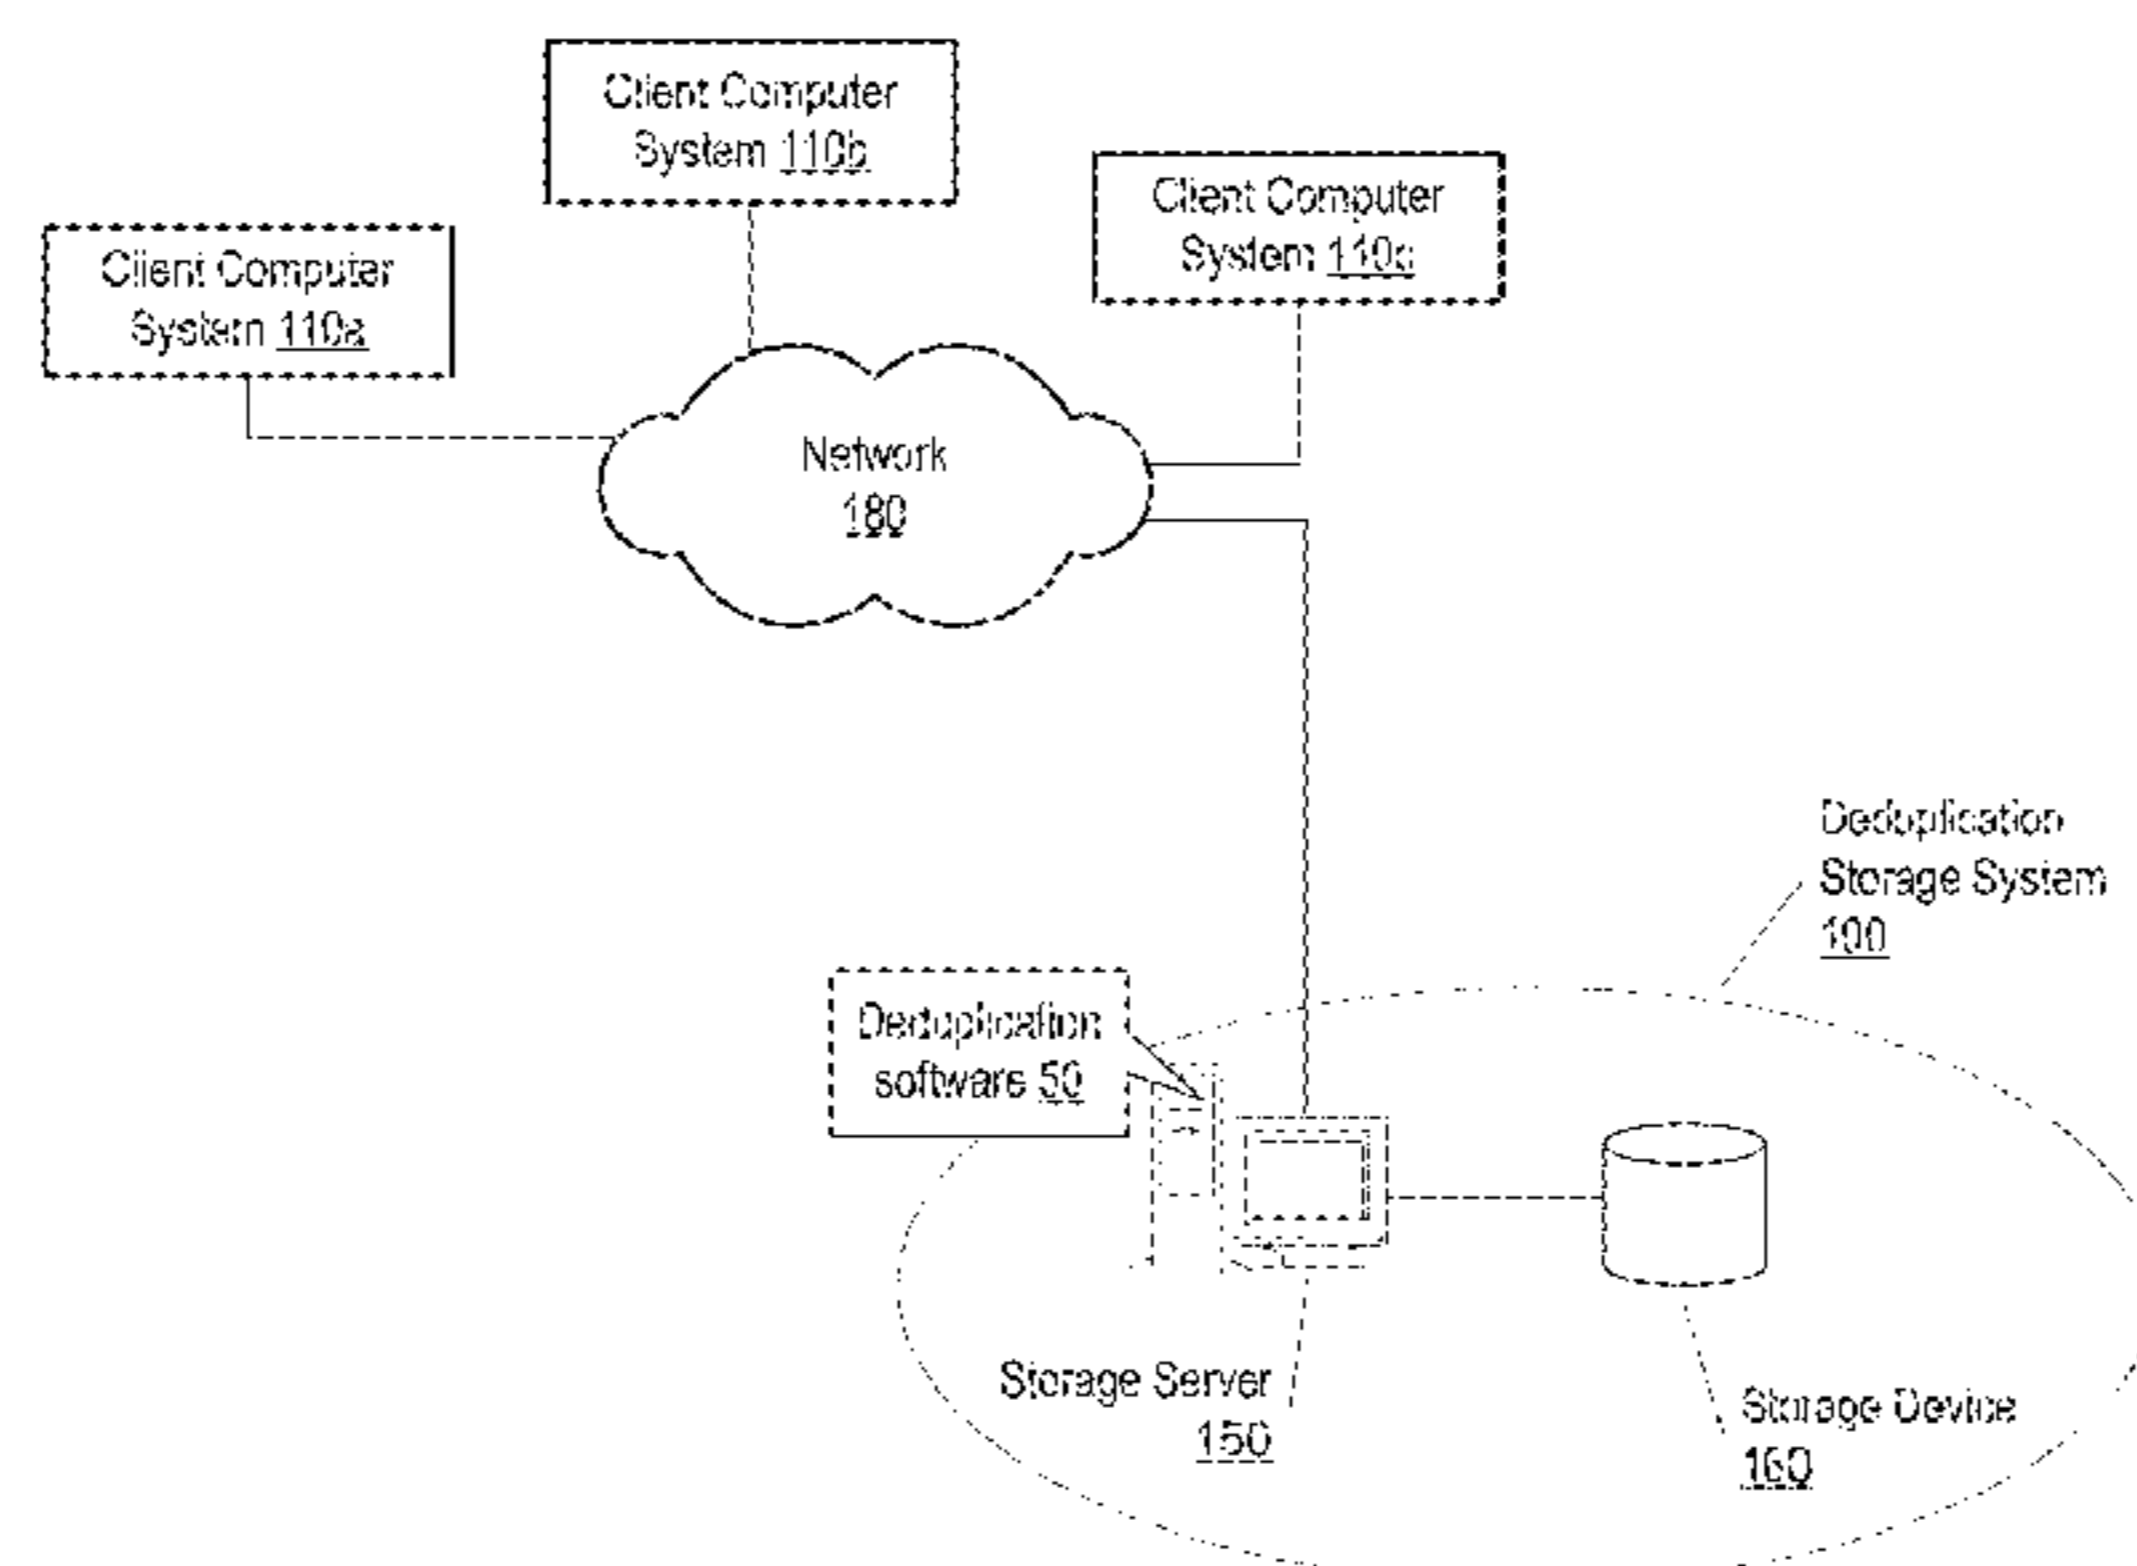 Client Computer
System 110b
Client Computer
System 110c
Client Computer
System 110a
Network
180
Deduplication
Storage System
100
Deduplication
software 50
Storage Server
150
Storage Device
160